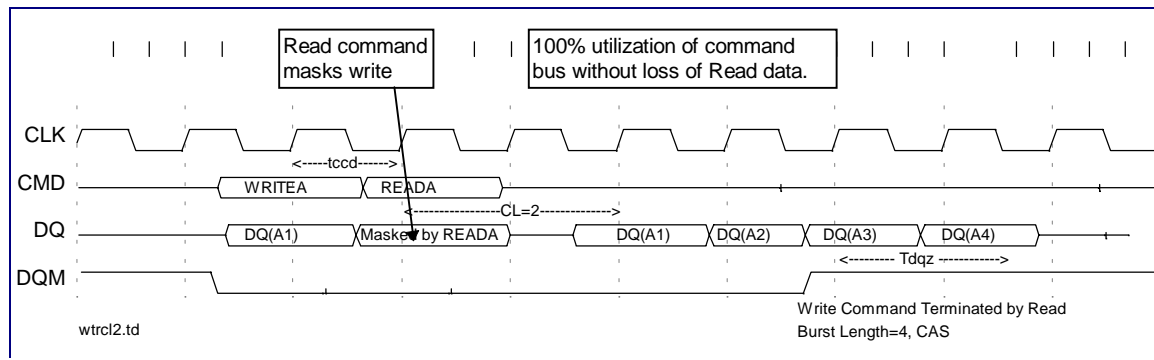 Read command
masks write
100% utilization of command
bus without loss of Read data.
CLK
<-----tccd------>
CMD
WRITEA
READA
<-----------------CL=2--------------->
DQ
DQ(A1)
Masked by READA
DQ(A1)
DQ(A2)
DQ(A3)
DQ(A4)
<--------- Tdqz ----------->
DQM
Write Command Terminated by Read
Burst Length=4, CAS
wtrcl2.td